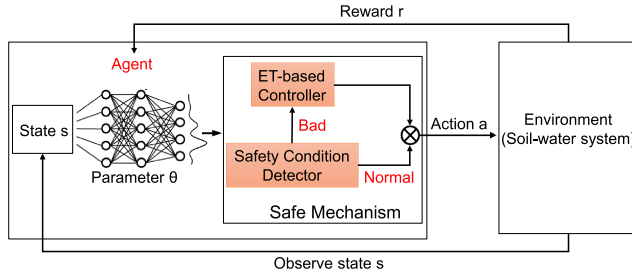 Reward r
Agent
State s
Parameter θ
ET-based
Controller
Bad
Safety Condition
Detector
Normal
Safe Mechanism
Action a
Environment
(Soil-water system)
Observe state s